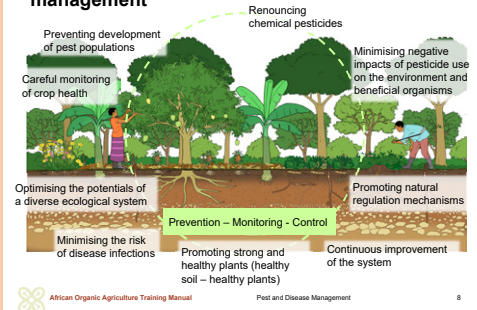 management
Renouncing
chemical pesticides
Preventing development
of pest populations
Minimising negative
impacts of pesticide use
on the environment and
beneficial organisms
Careful monitoring
of crop health
Optimising the potentials of
a diverse ecological system
Promoting natural
regulation mechanisms
Prevention – Monitoring - Control
Minimising the risk
of disease infections
Promoting strong and
healthy plants (healthy
soil – healthy plants)
Continuous improvement
of the system
African Organic Agriculture Training Manual
Pest and Disease Management
8